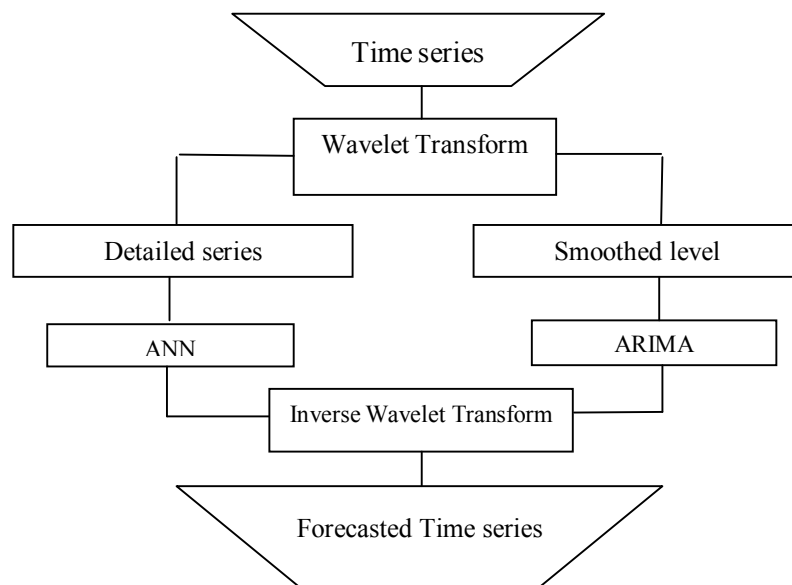 Time series
Wavelet Transform
Detailed series
Smoothed level
ANN
ARIMA
Inverse Wavelet Transform
Forecasted Time series